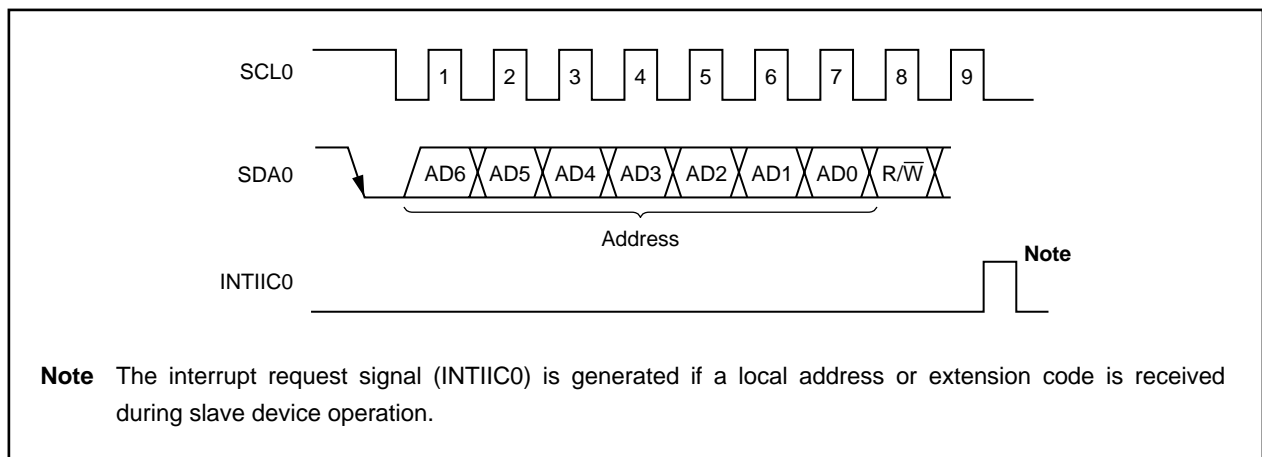 SCL0 1 2 3 4 5 6 7 8 9
SDA0 AD6 AD5 AD4 AD3 AD2 AD1 AD0 R/W̅
Address
Note
INTIIC0
Note The interrupt request signal (INTIIC0) is generated if a local address or extension code is received
during slave device operation.